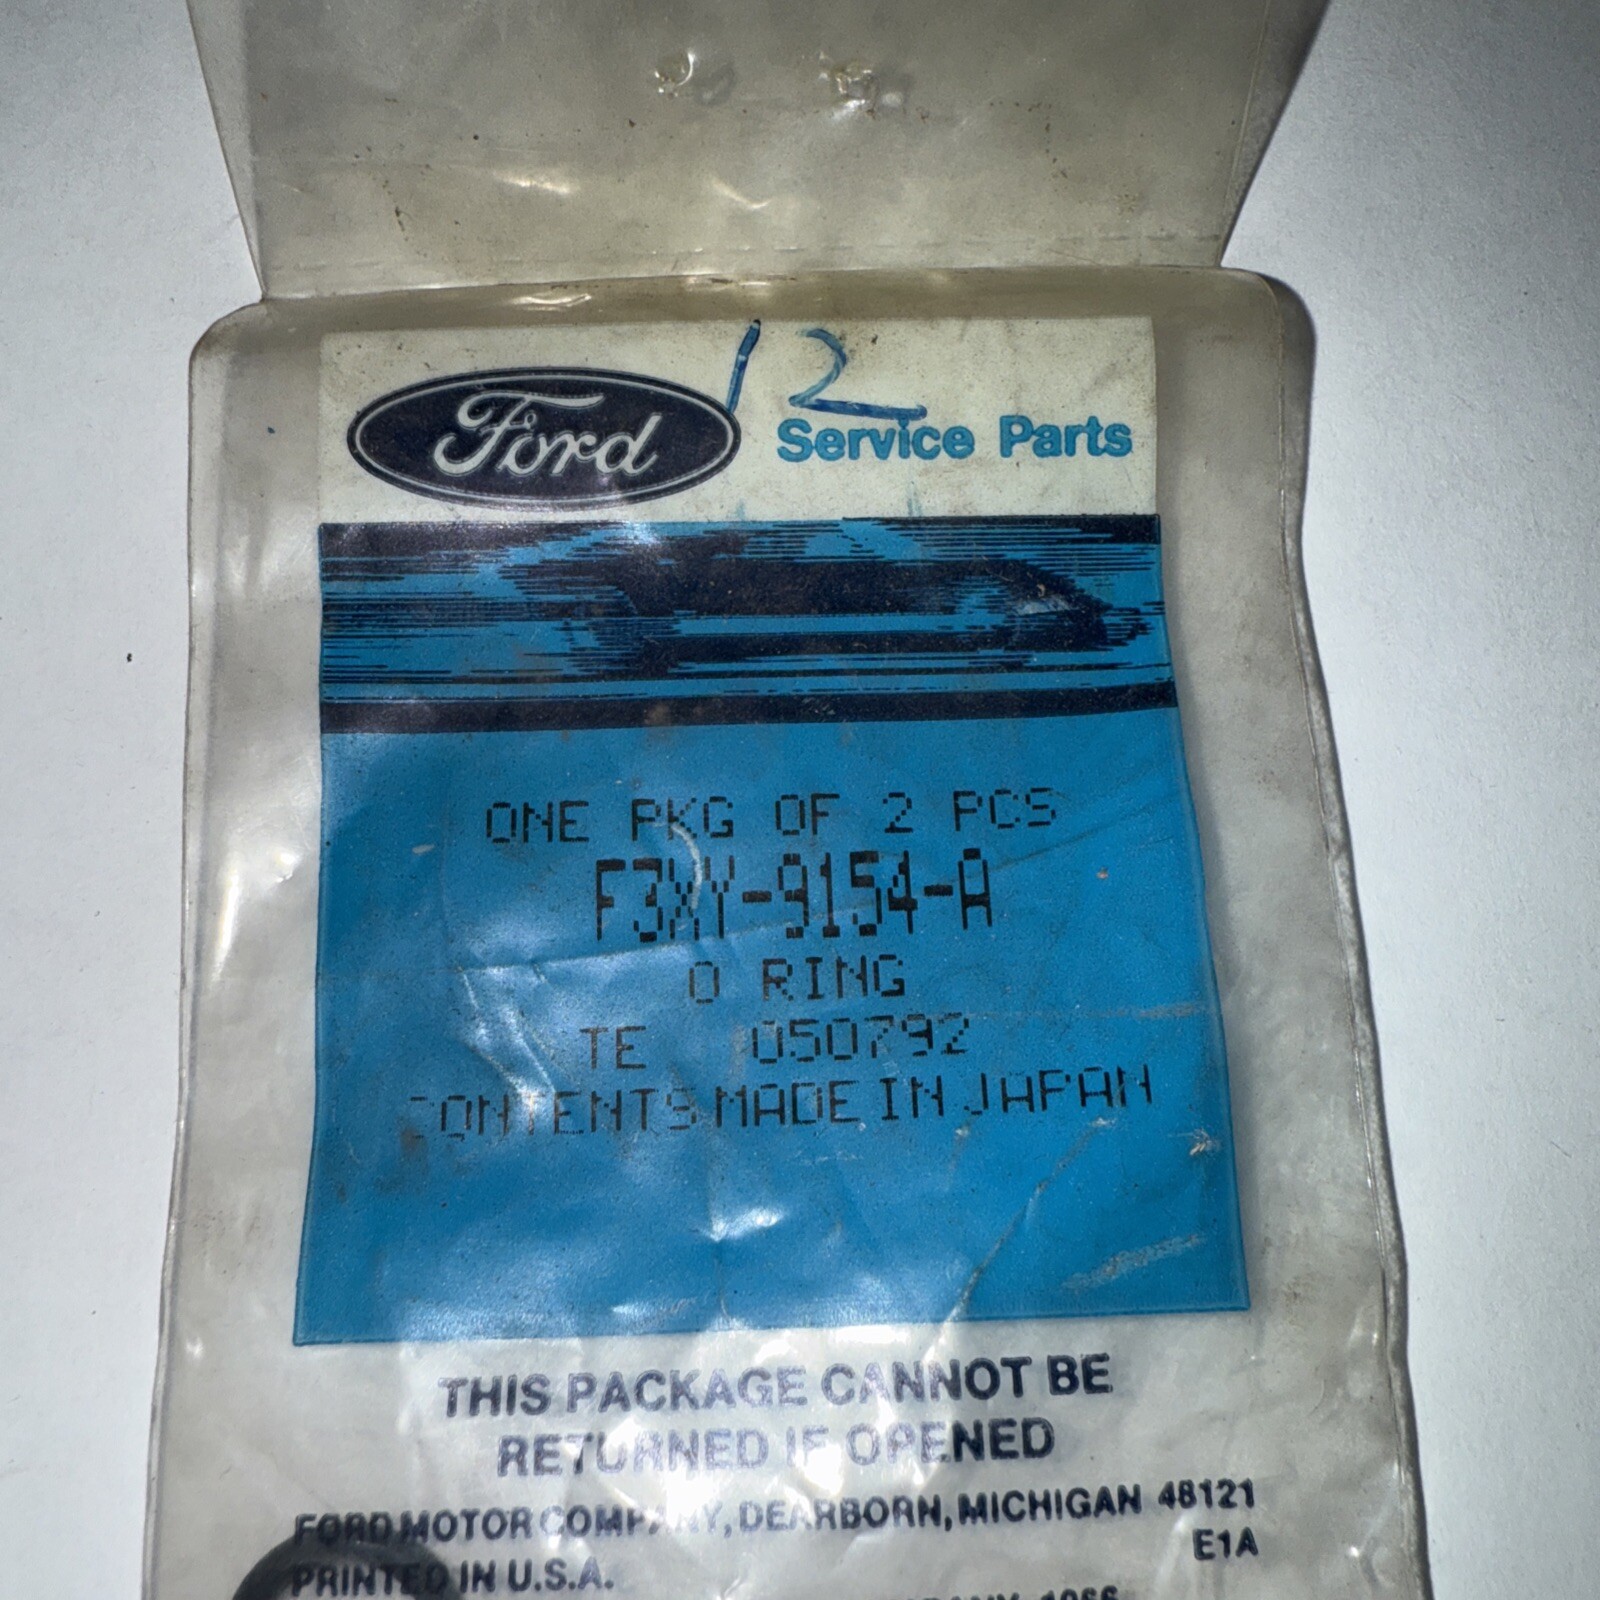 12
Ford Service Parts
ONE PKG OF 2 PCS
F3XY-9154-A
O RING
TE 050792
CONTENTS MADE IN JAPAN
THIS PACKAGE CANNOT BE
RETURNED IF OPENED
FORD MOTOR COMPANY, DEARBORN, MICHIGAN 48121
E1A
PRINTED IN U.S.A.